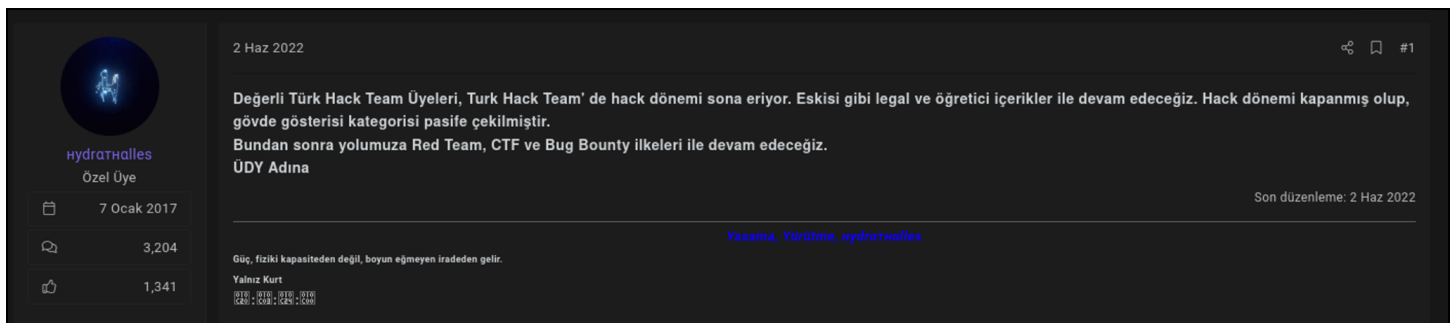 2 Haz 2022
#1
нydraтнalles
Özel Üye
7 Ocak 2017
3,204
1,341
Değerli Türk Hack Team Üyeleri, Turk Hack Team' de hack dönemi sona eriyor. Eskisi gibi legal ve öğretici içerikler ile devam edeceğiz. Hack dönemi kapanmış olup,
gövde gösterisi kategorisi pasife çekilmiştir.
Bundan sonra yolumuza Red Team, CTF ve Bug Bounty ilkeleri ile devam edeceğiz.
ÜDY Adına
Son düzenleme: 2 Haz 2022
Yasama, Yürütme, нydraтнalles
Güç, fiziki kapasiteden değil, boyun eğmeyen iradeden gelir.
Yalnız Kurt